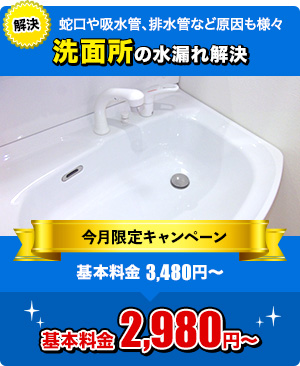 解決
蛇口や吸水管、排水管など原因も様々
洗面所の水漏れ解決
今月限定キャンペーン
基本料金 3,480円〜
基本料金 2,980円〜